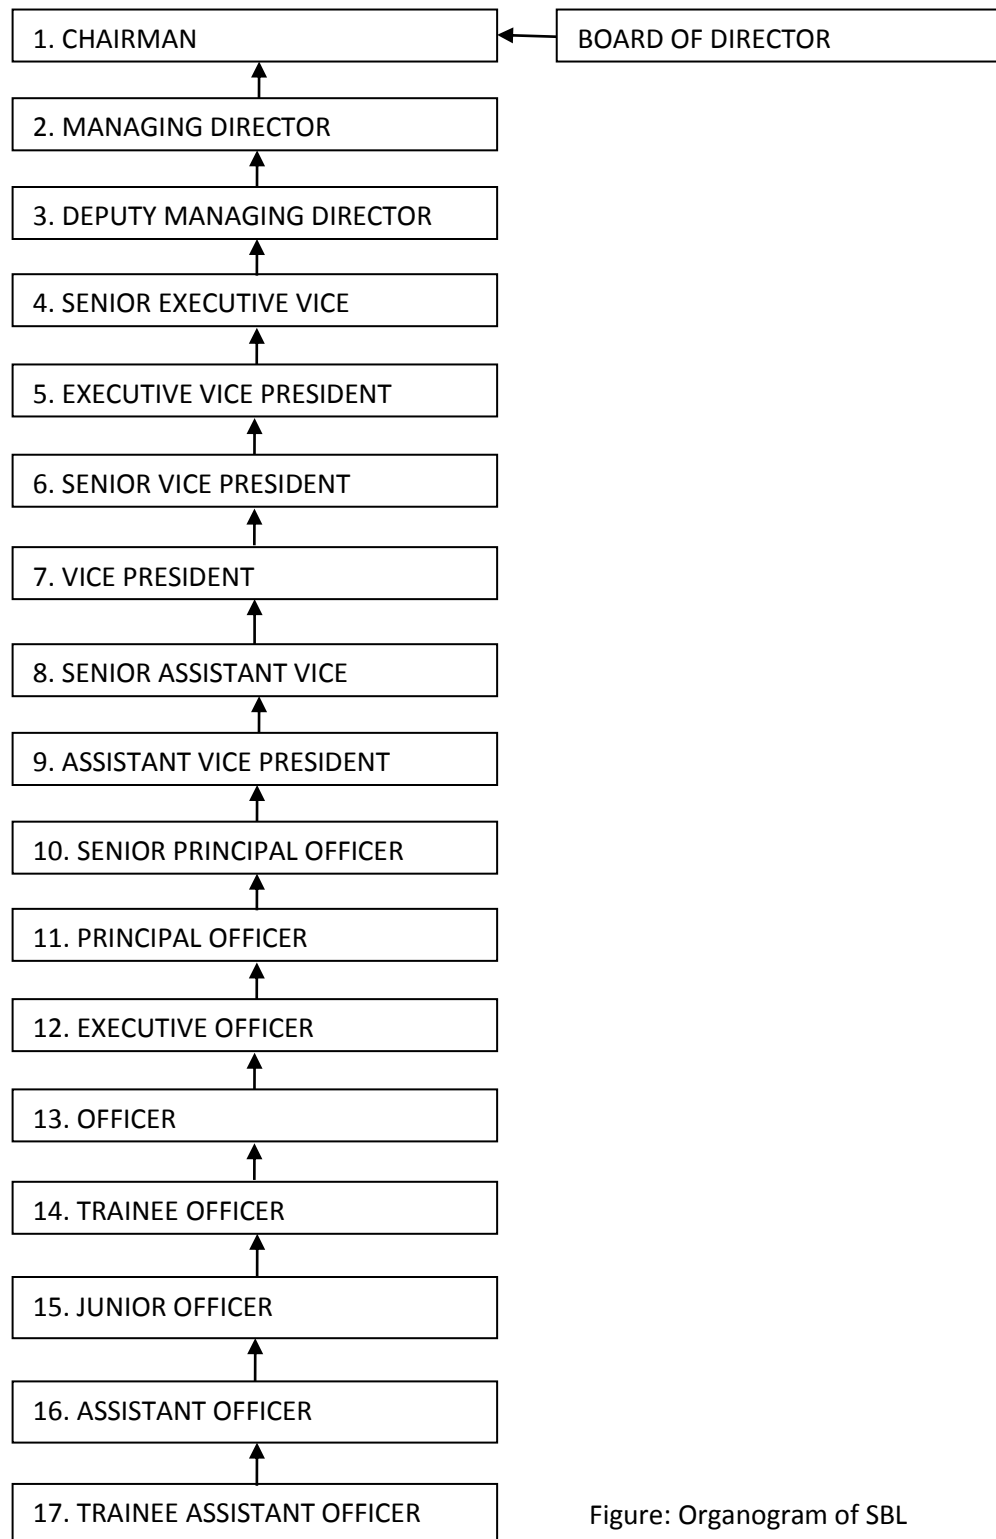 1. CHAIRMAN
BOARD OF DIRECTOR
2. MANAGING DIRECTOR
3. DEPUTY MANAGING DIRECTOR
4. SENIOR EXECUTIVE VICE
5. EXECUTIVE VICE PRESIDENT
6. SENIOR VICE PRESIDENT
7. VICE PRESIDENT
8. SENIOR ASSISTANT VICE
9. ASSISTANT VICE PRESIDENT
10. SENIOR PRINCIPAL OFFICER
11. PRINCIPAL OFFICER
12. EXECUTIVE OFFICER
13. OFFICER
14. TRAINEE OFFICER
15. JUNIOR OFFICER
16. ASSISTANT OFFICER
17. TRAINEE ASSISTANT OFFICER
Figure: Organogram of SBL